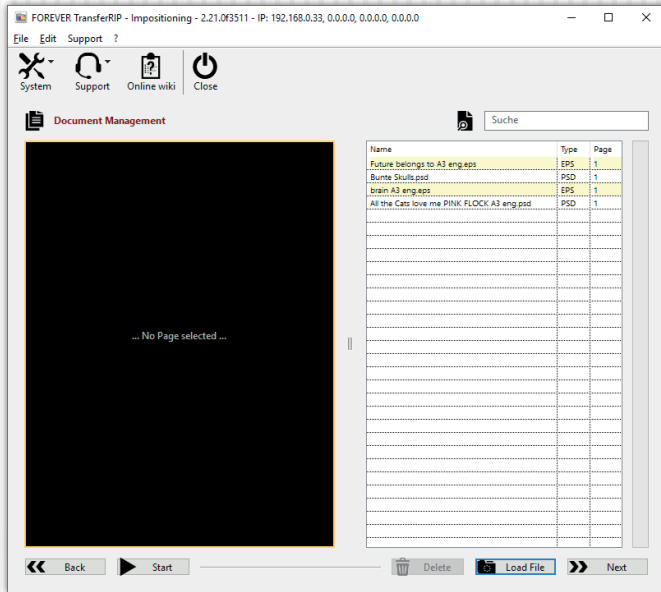 FOREVER TransferRIP - Impositioning - 2.21.0f3511 - IP: 192.168.0.33, 0.0.0.0, 0.0.0.0, 0.0.0.0
File Edit Support ?
System Support Online wiki Close
Document Management
Suche
Name Type Page
Future belongs to A3 eng.eps EPS 1
Bunte Skulls.psd PSD 1
brain A3 eng.eps EPS 1
All the Cats love me PINK FLOCK A3 eng.psd PSD 1
... No Page selected ...
Back Start Delete Load File Next